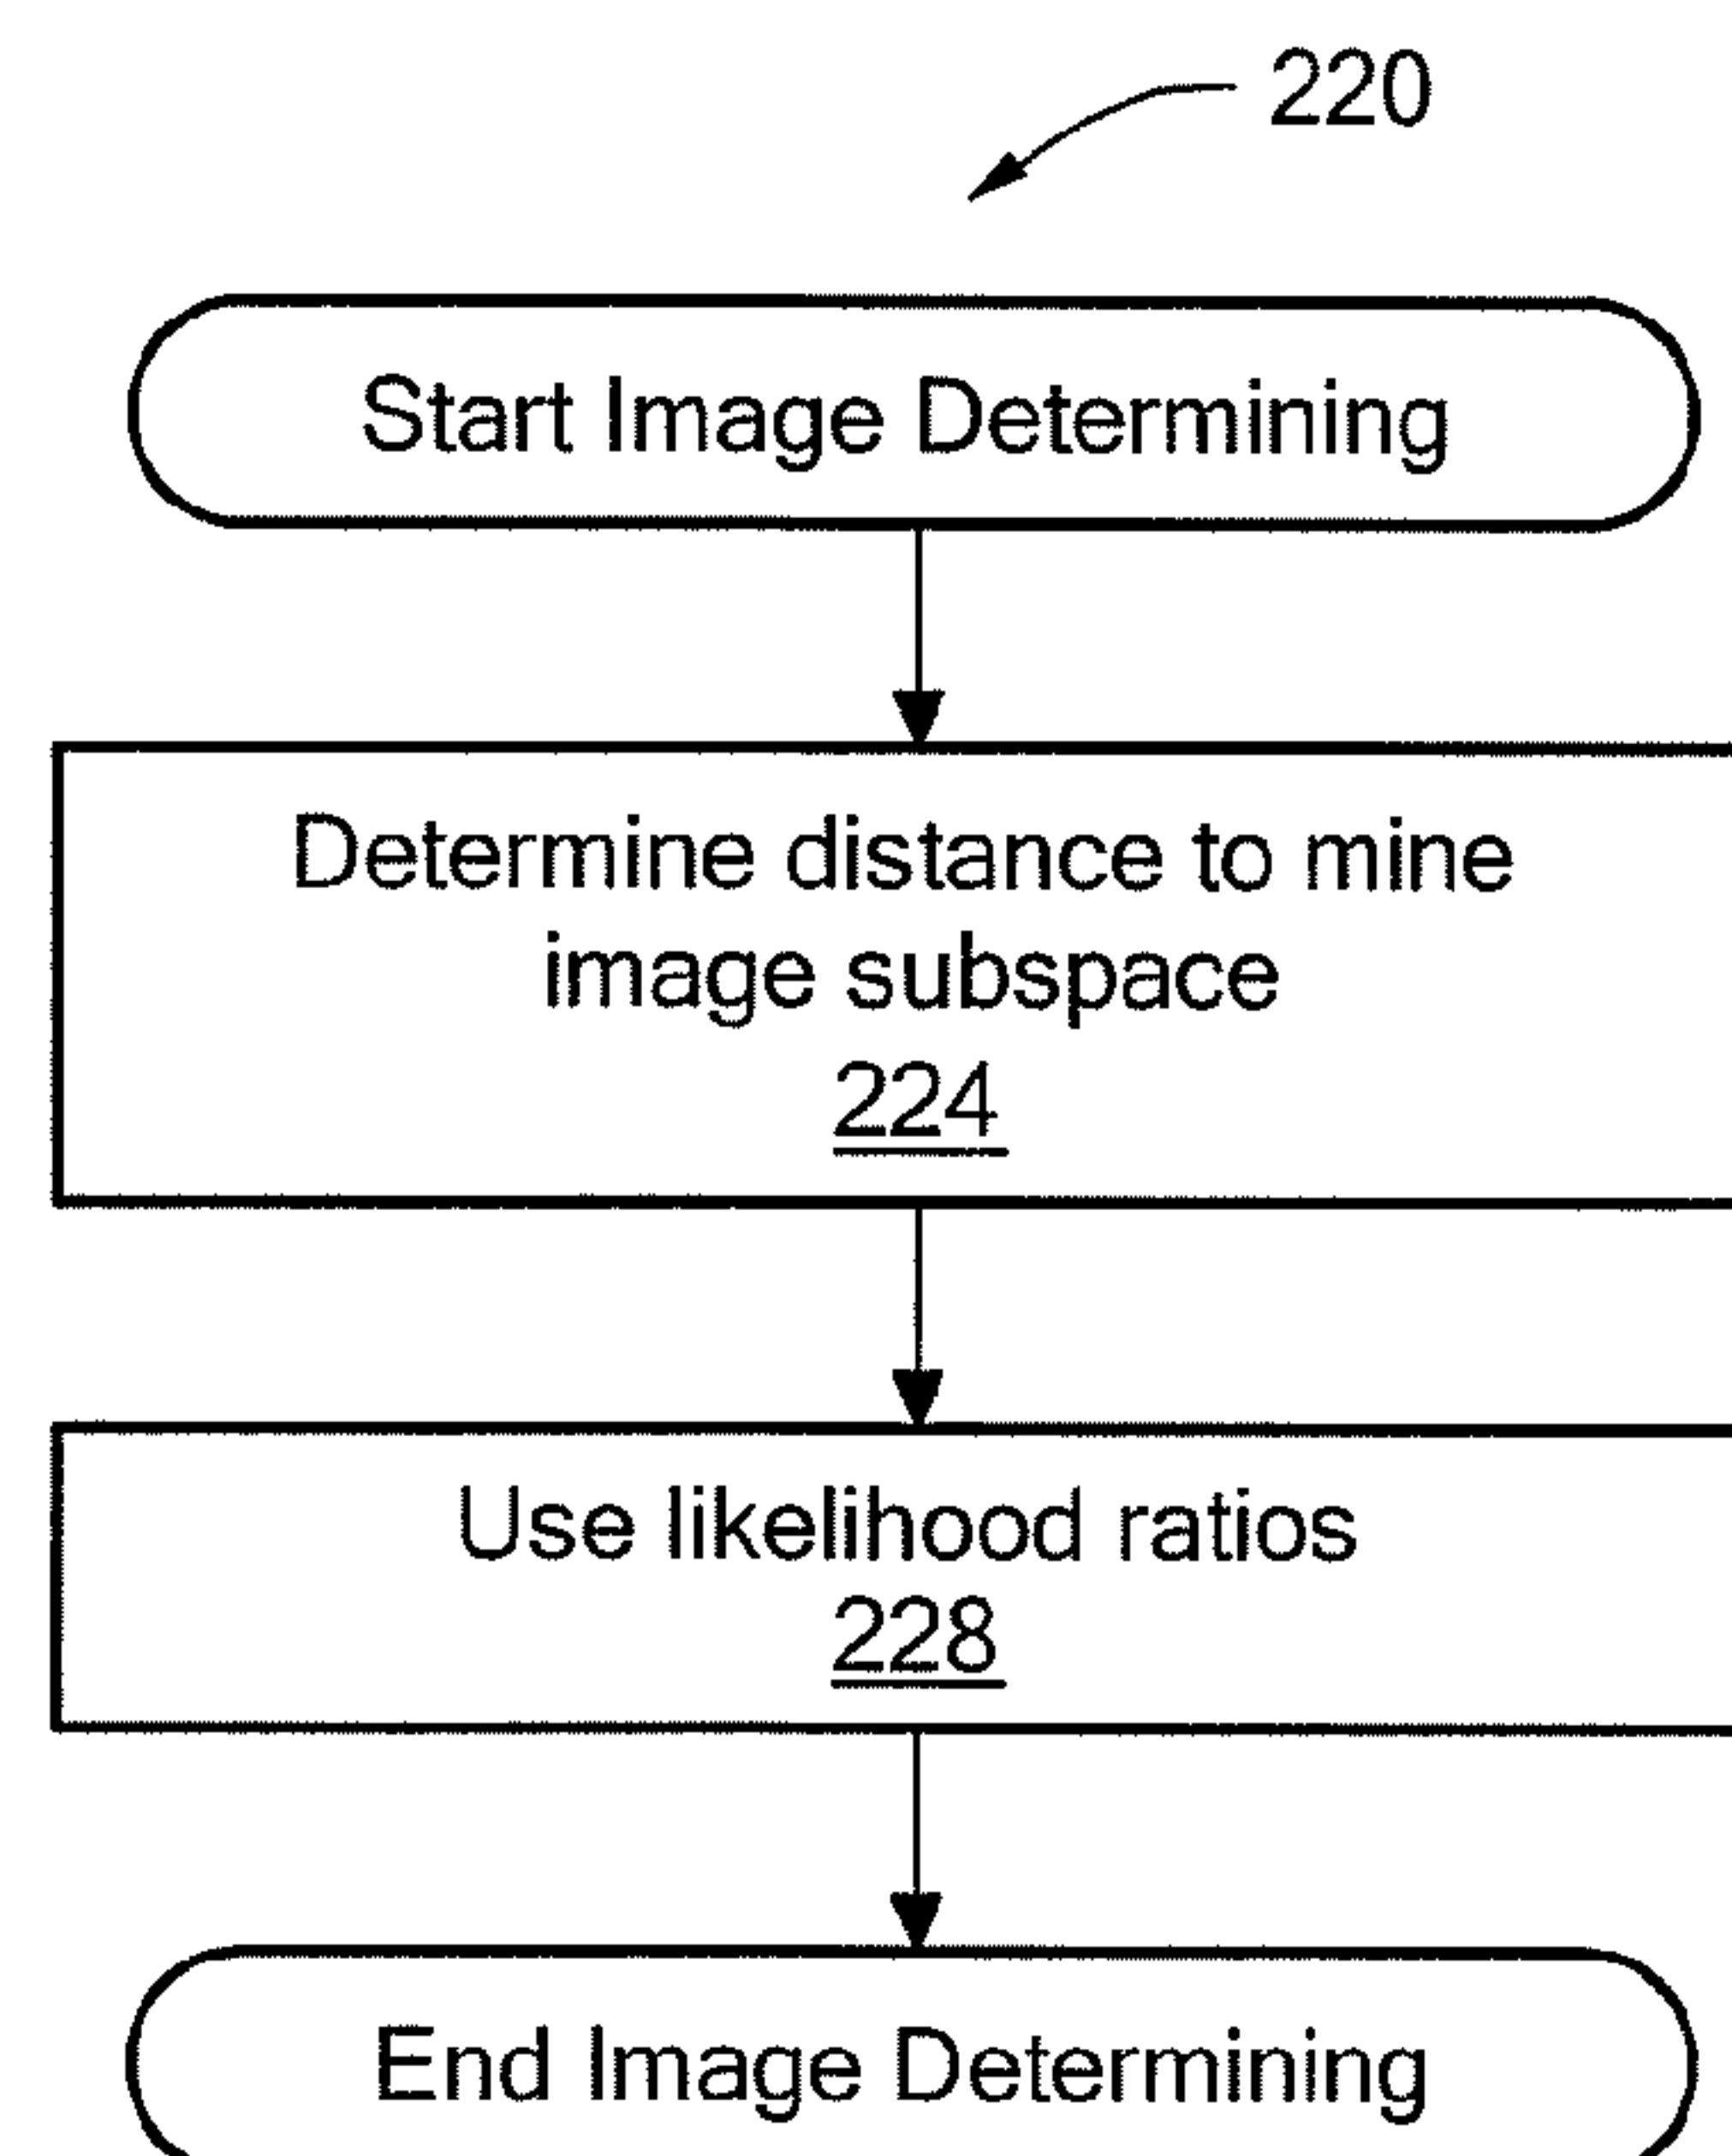 220
Start Image Determining
Determine distance to mine
image subspace
224
Use likelihood ratios
228
End Image Determining